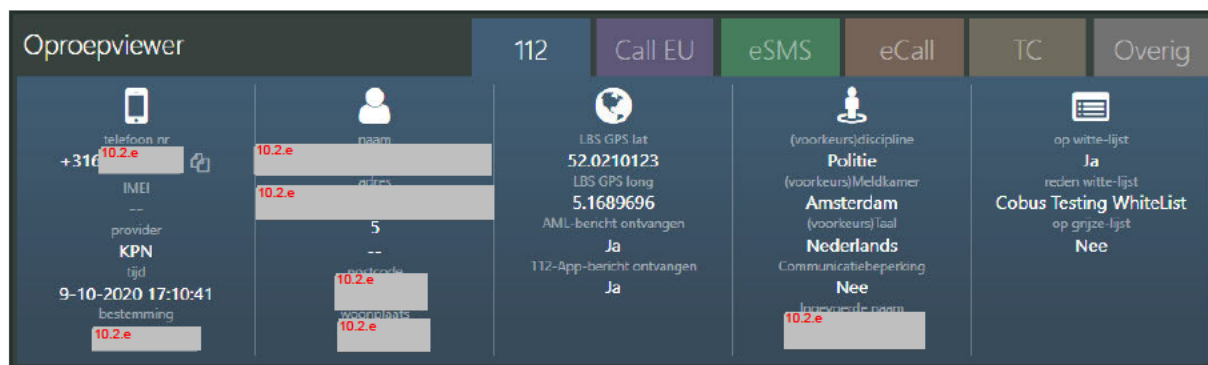 Oproepviewer
112
Call EU
eSMS
eCall
TC
Overig
telefoon nr
+316
10.2.e
IMEI
--
provider
KPN
tijd
9-10-2020 17:10:41
bestemming
10.2.e
naam
10.2.e
adres
10.2.e
5
--
postcode
10.2.e
woonplaats
10.2.e
LBS GPS lat
52.0210123
LBS GPS long
5.1689696
AML-bericht ontvangen
Ja
112-App-bericht ontvangen
Ja
(voorkeurs)discipline
Politie
(voorkeurs)Meldkamer
Amsterdam
(voorkeurs)Taal
Nederlands
Communicatiebeperking
Nee
Ingevoerde naam
10.2.e
op witte-lijst
Ja
reden witte-lijst
Cobus Testing WhiteList
op grijze-lijst
Nee